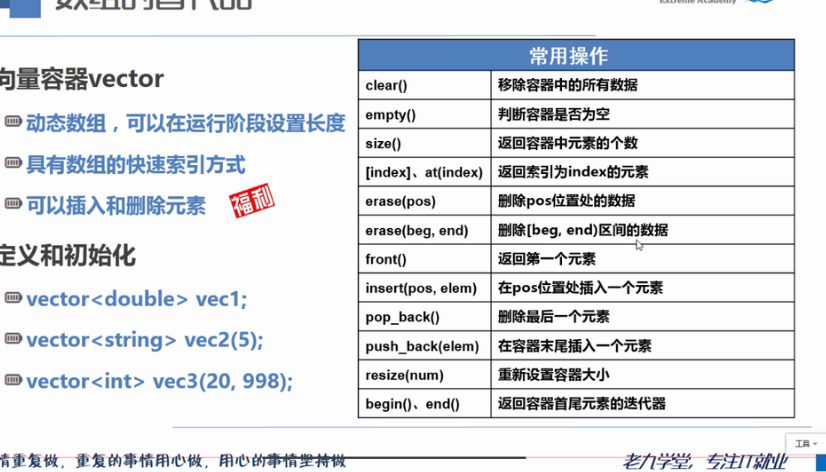 数组的替代品
Extreme Academy
向量容器vector
动态数组，可以在运行阶段设置长度
具有数组的快速索引方式
可以插入和删除元素
福利
定义和初始化
vector<double> vec1;
vector<string> vec2(5);
vector<int> vec3(20, 998);
常用操作
clear() 移除容器中的所有数据
empty() 判断容器是否为空
size() 返回容器中元素的个数
[index]、at(index) 返回索引为index的元素
erase(pos) 删除pos位置处的数据
erase(beg, end) 删除[beg, end)区间的数据
front() 返回第一个元素
insert(pos, elem) 在pos位置处插入一个元素
pop_back() 删除最后一个元素
push_back(elem) 在容器末尾插入一个元素
resize(num) 重新设置容器大小
begin()、end() 返回容器首尾元素的迭代器
工具
情重复做，重复的事情用心做，用心的事情坚持做
老九学堂，专注IT就业